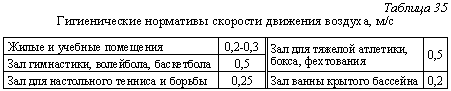 Таблица 35
Гигиенические нормативы скорости движения воздуха, м/с
Жилые и учебные помещения 0,2-0,3
Зал гимнастики, волейбола, баскетбола 0,5
Зал для настольного тенниса и борьбы 0,25
Зал для тяжелой атлетики,
бокса, фехтования 0,5
Зал ванны крытого бассейна 0,2